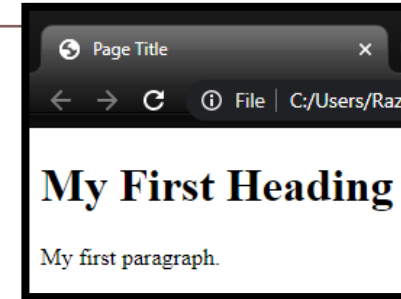 Page Title
File C:/Users/Raz
My First Heading
My first paragraph.